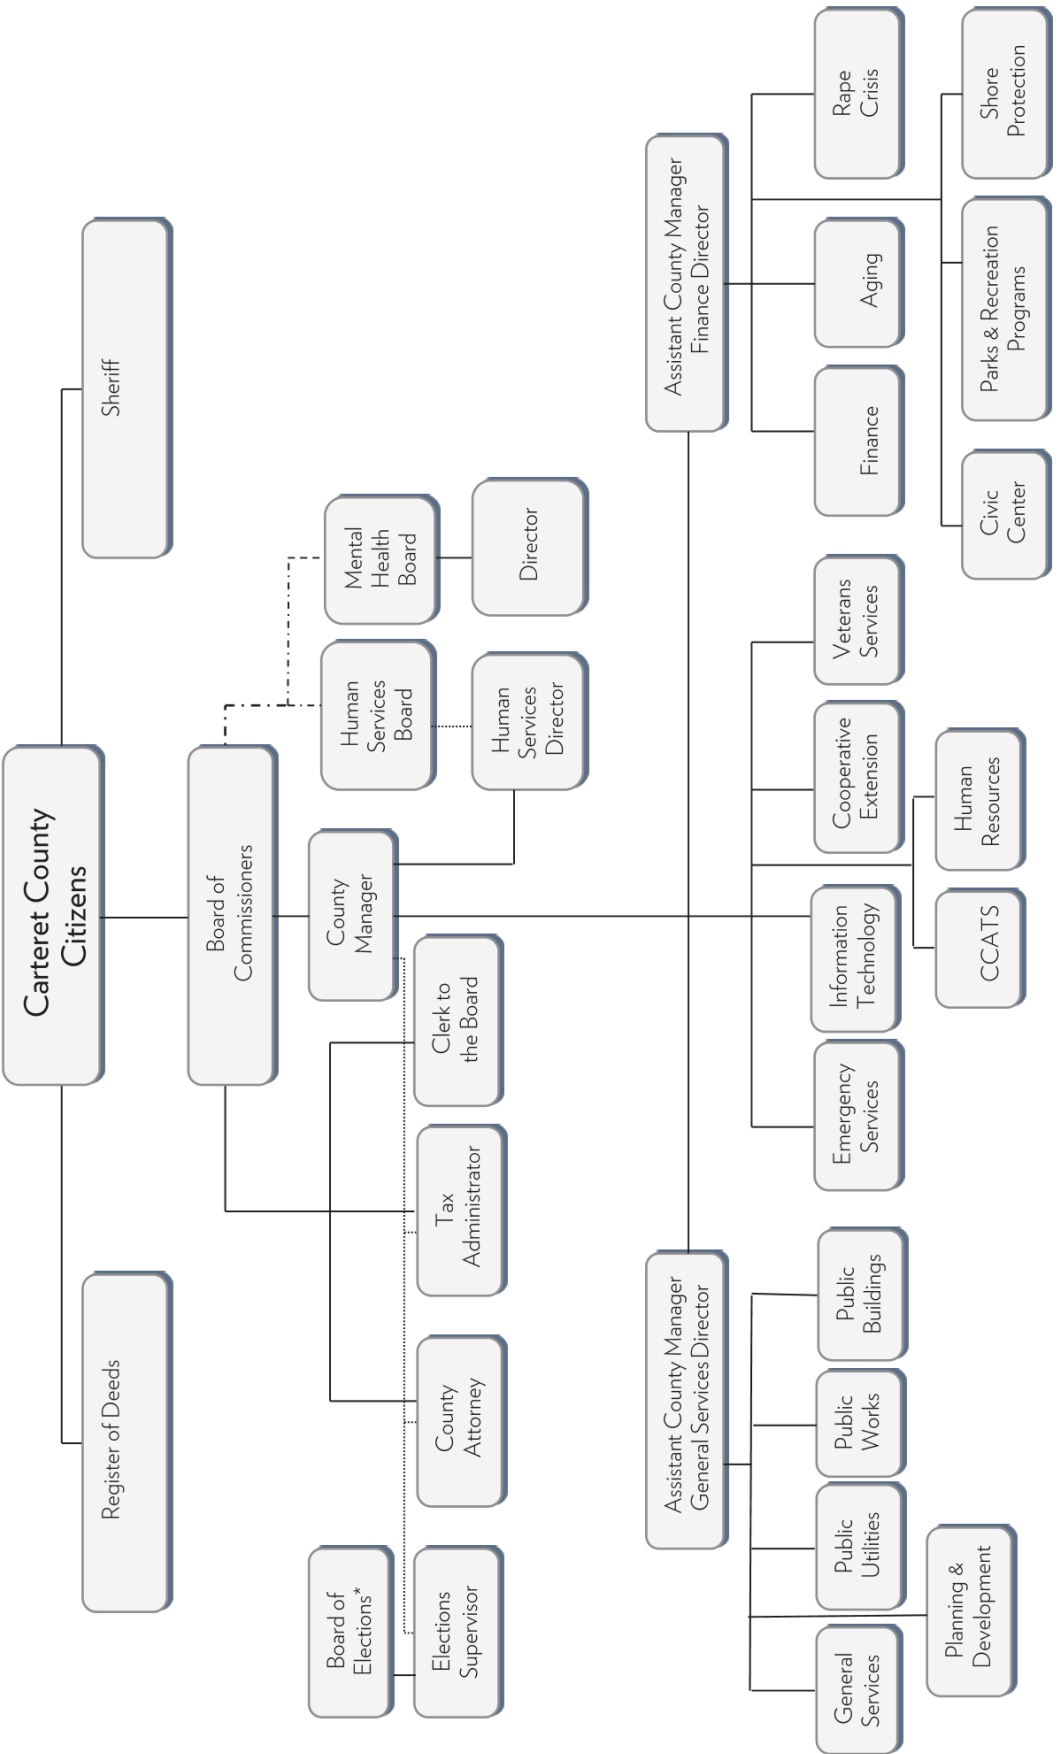 Carteret County
Citizens
Register of Deeds
Sheriff
Board of
Commissioners
Board of
Elections*
County
Manager
Human
Services
Board
Mental
Health
Board
Elections
Supervisor
County
Attorney
Tax
Administrator
Clerk to
the Board
Human
Services
Director
Director
Assistant County Manager
General Services Director
Assistant County Manager
Finance Director
General
Services
Public
Utilities
Public
Works
Public
Buildings
Emergency
Services
Information
Technology
Cooperative
Extension
Veterans
Services
Finance
Aging
Rape
Crisis
Planning &
Development
CCATS
Human
Resources
Civic
Center
Parks & Recreation
Programs
Shore
Protection